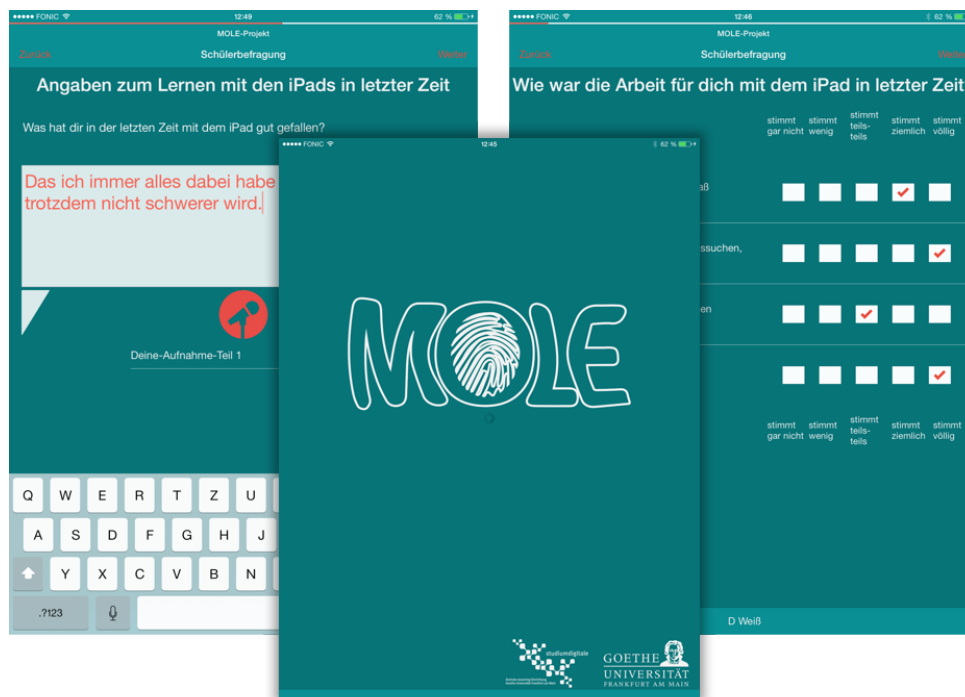 FONIC
12:49
62 %
MOLE-Projekt
Zurück
Schülerbefragung
Weiter
Angaben zum Lernen mit den iPads in letzter Zeit
Was hat dir in der letzten Zeit mit dem iPad gut gefallen?
Das ich immer alles dabei habe
trotzdem nicht schwerer wird.
Deine-Aufnahme-Teil 1
Q W E R T Z U
A S D F G H J
Y X C V B N
.?123
FONIC
12:45
62 %
MOLE
studiumdigitale
GOETHE
UNIVERSITÄT
FRANKFURT AM MAIN
FONIC
12:46
62 %
MOLE-Projekt
Zurück
Schülerbefragung
Weite
Wie war die Arbeit für dich mit dem iPad in letzter Zeit
stimmt gar nicht
stimmt wenig
stimmt teils-teils
stimmt ziemlich
stimmt völlig
aß
ssuchen,
en
stimmt gar nicht
stimmt wenig
stimmt teils-teils
stimmt ziemlich
stimmt völlig
D Weiß